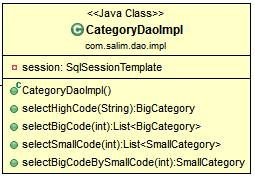 <<Java Class>>
CategoryDaoImpl
com.salim.dao.impl
session: SqlSessionTemplate
CategoryDaoImpl()
selectHighCode(String):BigCategory
selectBigCode(int):List<BigCategory>
selectSmallCode(int):List<SmallCategory>
selectBigCodeBySmallCode(int):SmallCategory